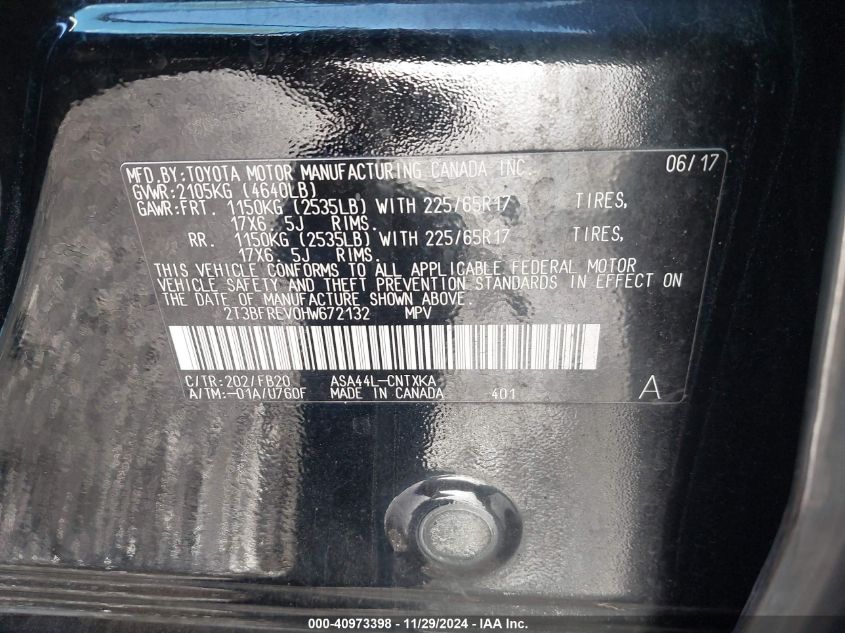 MFD.BY:TOYOTA MOTOR MANUFACTURING CANADA INC. 06/17
GVWR:2105KG (4640LB)
GAWR:FRT. 1150KG (2535LB) WITH 225/65R17 TIRES,
17X6.5J RIMS.
RR. 1150KG (2535LB) WITH 225/65R17 TIRES,
17X6.5J RIMS.
THIS VEHICLE CONFORMS TO ALL APPLICABLE FEDERAL MOTOR
VEHICLE SAFETY AND THEFT PREVENTION STANDARDS IN EFFECT ON
THE DATE OF MANUFACTURE SHOWN ABOVE.
2T3BFREV0HW672132 MPV
C/TR:202/FB20 ASA44L-CNTXKA
A/TM:-01A/U760F MADE IN CANADA 401 A
000-40973398 - 11/29/2024 - IAA Inc.